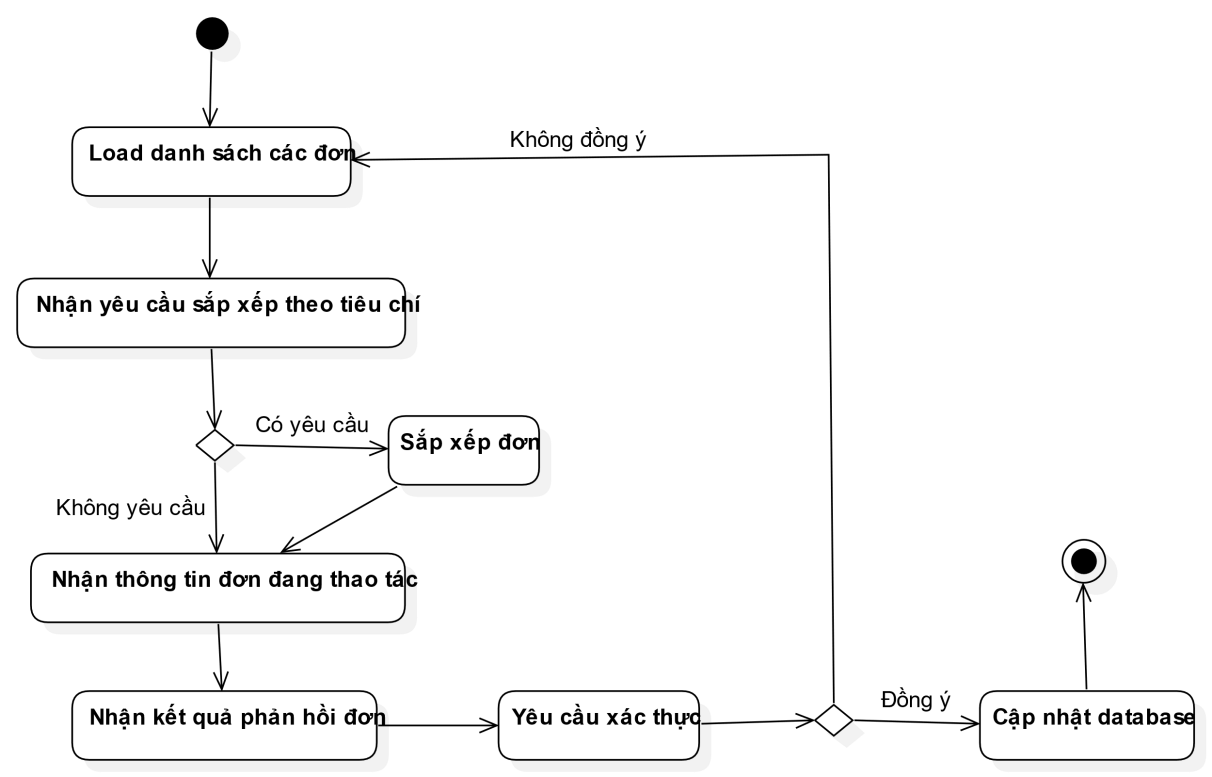 Không đồng ý
Load danh sách các đơn
Nhận yêu cầu sắp xếp theo tiêu chí
Có yêu cầu
Sắp xếp đơn
Không yêu cầu
Nhận thông tin đơn đang thao tác
Nhận kết quả phản hồi đơn
Yêu cầu xác thực
Đồng ý
Cập nhật database